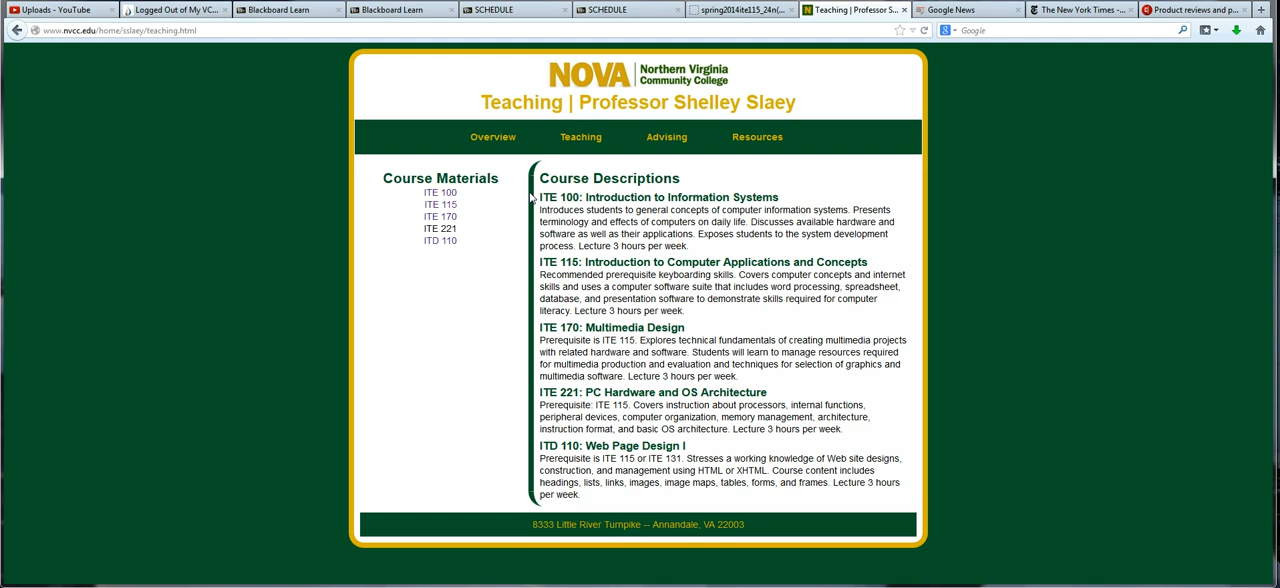 Uploads - YouTube
Logged Out of My VC...
Blackboard Learn
Blackboard Learn
SCHEDULE
SCHEDULE
spring2014ite115_24n(...
Teaching | Professor S...
Google News
The New York Times -...
Product reviews and p...
www.nvcc.edu/home/sslaey/teaching.html
Google
NOVA
Northern Virginia
Community College
Teaching | Professor Shelley Slaey
Overview
Teaching
Advising
Resources
Course Materials
ITE 100
ITE 115
ITE 170
ITE 221
ITD 110
Course Descriptions
ITE 100: Introduction to Information Systems
Introduces students to general concepts of computer information systems. Presents
terminology and effects of computers on daily life. Discusses available hardware and
software as well as their applications. Exposes students to the system development
process. Lecture 3 hours per week.
ITE 115: Introduction to Computer Applications and Concepts
Recommended prerequisite keyboarding skills. Covers computer concepts and internet
skills and uses a computer software suite that includes word processing, spreadsheet,
database, and presentation software to demonstrate skills required for computer
literacy. Lecture 3 hours per week.
ITE 170: Multimedia Design
Prerequisite is ITE 115. Explores technical fundamentals of creating multimedia projects
with related hardware and software. Students will learn to manage resources required
for multimedia production and evaluation and techniques for selection of graphics and
multimedia software. Lecture 3 hours per week.
ITE 221: PC Hardware and OS Architecture
Prerequisite: ITE 115. Covers instruction about processors, internal functions,
peripheral devices, computer organization, memory management, architecture,
instruction format, and basic OS architecture. Lecture 3 hours per week.
ITD 110: Web Page Design I
Prerequisite is ITE 115 or ITE 131. Stresses a working knowledge of Web site designs,
construction, and management using HTML or XHTML. Course content includes
headings, lists, links, images, image maps, tables, forms, and frames. Lecture 3 hours
per week.
8333 Little River Turnpike -- Annandale, VA 22003